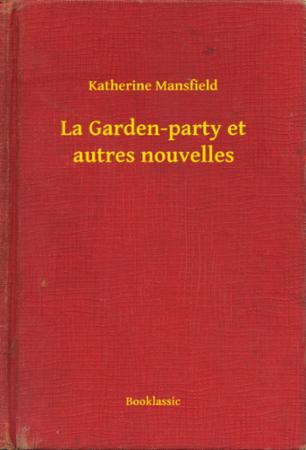 Katherine Mansfield
La Garden-party et
autres nouvelles
Booklassic